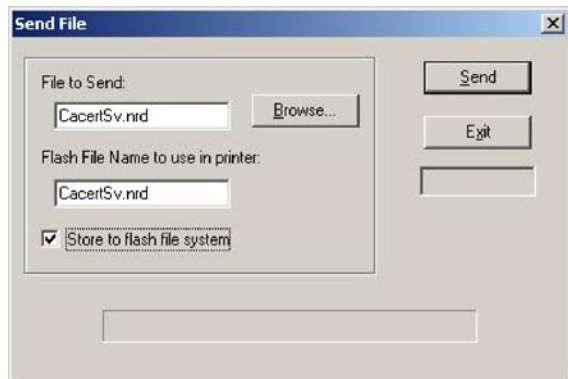 Send File
File to Send:
CacertSv.nrd
Browse...
Flash File Name to use in printer:
CacertSv.nrd
Store to flash file system
Send
Exit